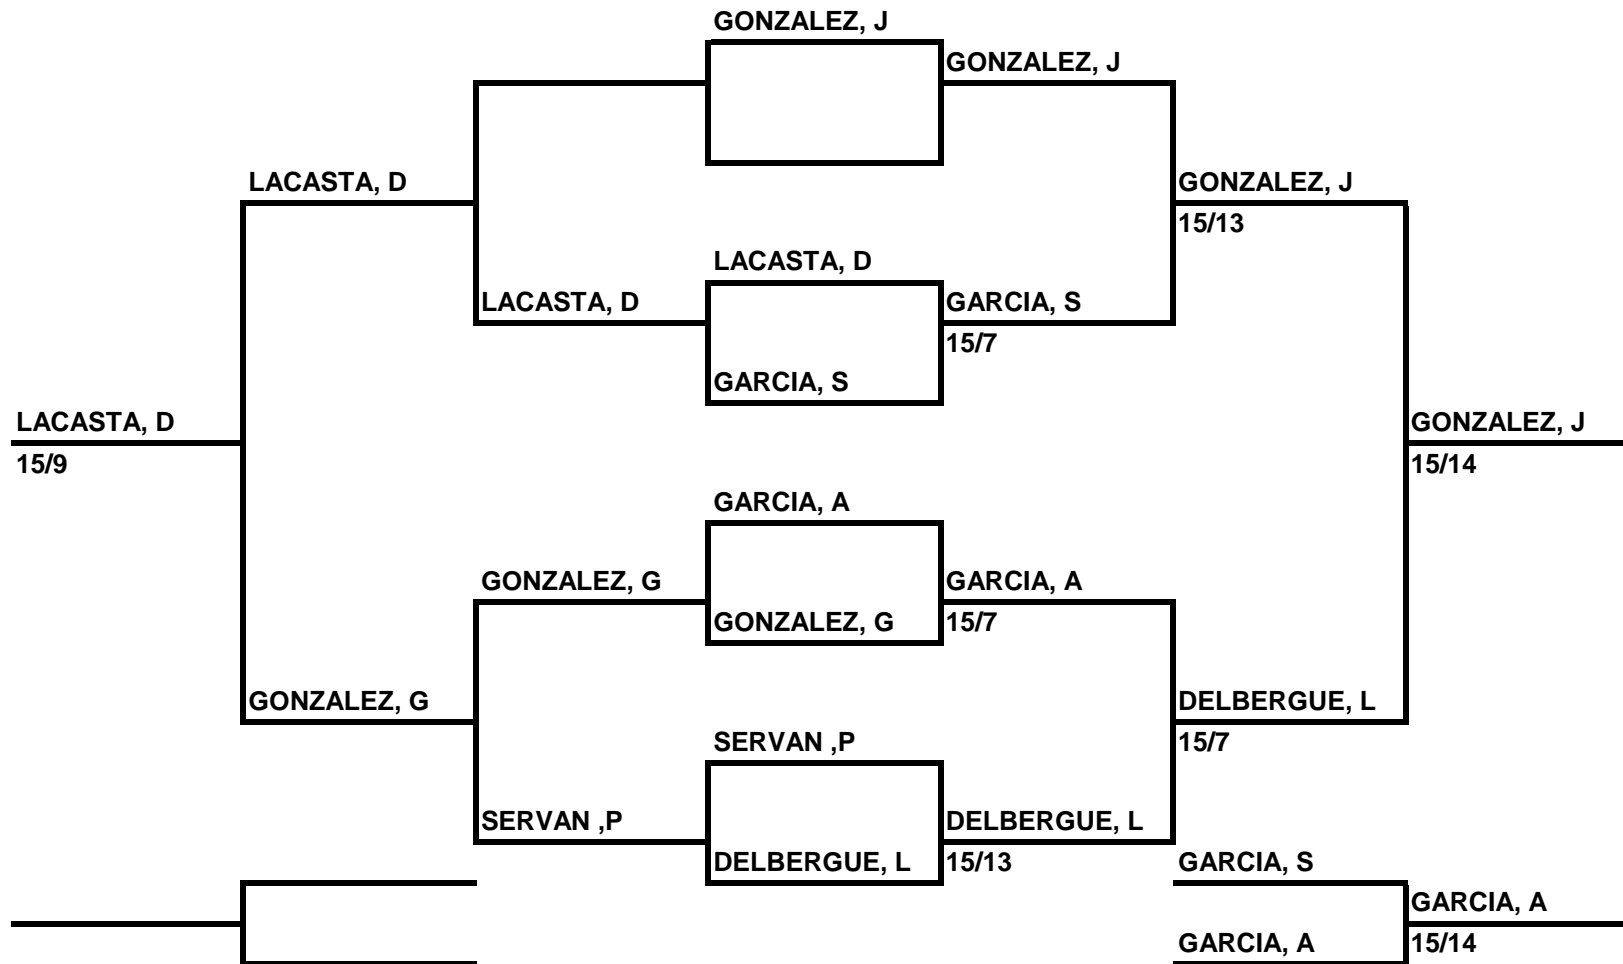 GONZALEZ, J
GONZALEZ, J
LACASTA, D
GONZALEZ, J
15/13
LACASTA, D
LACASTA, D
GARCIA, S
15/7
GARCIA, S
LACASTA, D
GONZALEZ, J
15/9
15/14
GARCIA, A
GONZALEZ, G
GARCIA, A
GONZALEZ, G
15/7
GONZALEZ, G
DELBERGUE, L
SERVAN ,P
15/7
SERVAN ,P
DELBERGUE, L
DELBERGUE, L
15/13
GARCIA, S
GARCIA, A
GARCIA, A
15/14